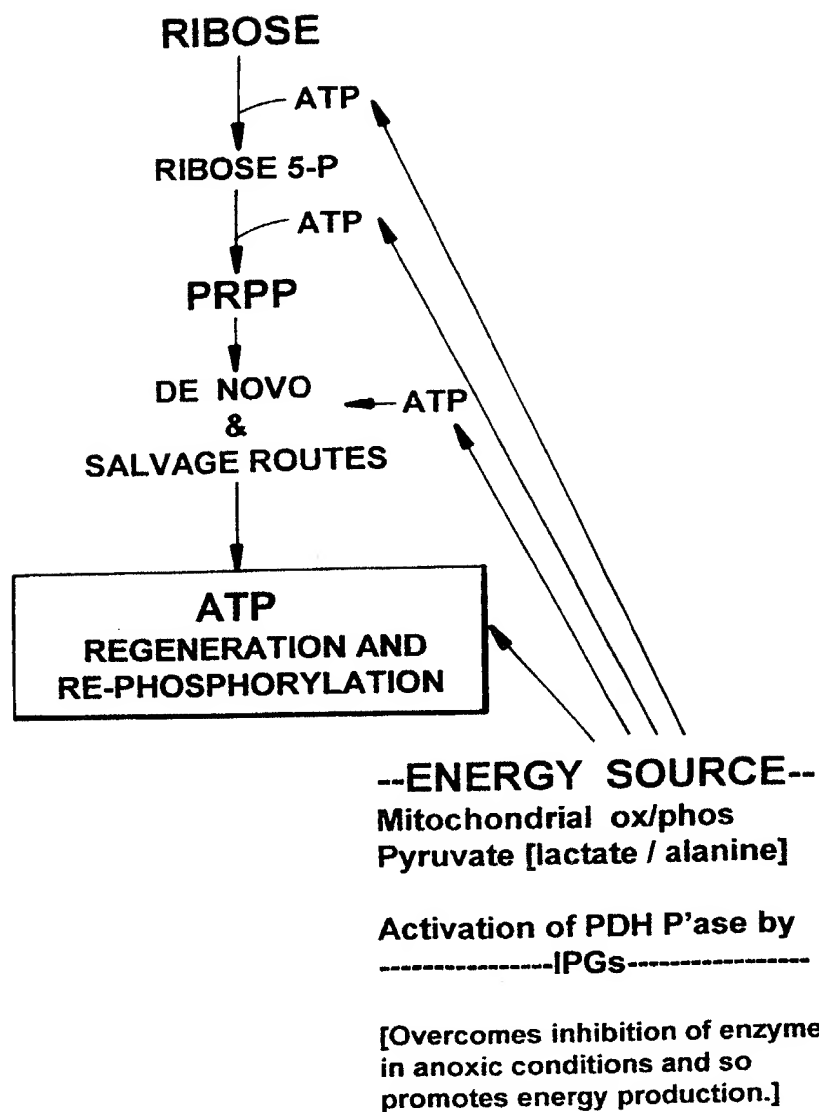 RIBOSE
ATP
RIBOSE 5-P
ATP
PRPP
DE NOVO
&
SALVAGE ROUTES
ATP
ATP
REGENERATION AND
RE-PHOSPHORYLATION
--ENERGY SOURCE--
Mitochondrial ox/phos
Pyruvate [lactate / alanine]
Activation of PDH P'ase by
-----------------IPGs-----------------
[Overcomes inhibition of enzyme
in anoxic conditions and so
promotes energy production.]